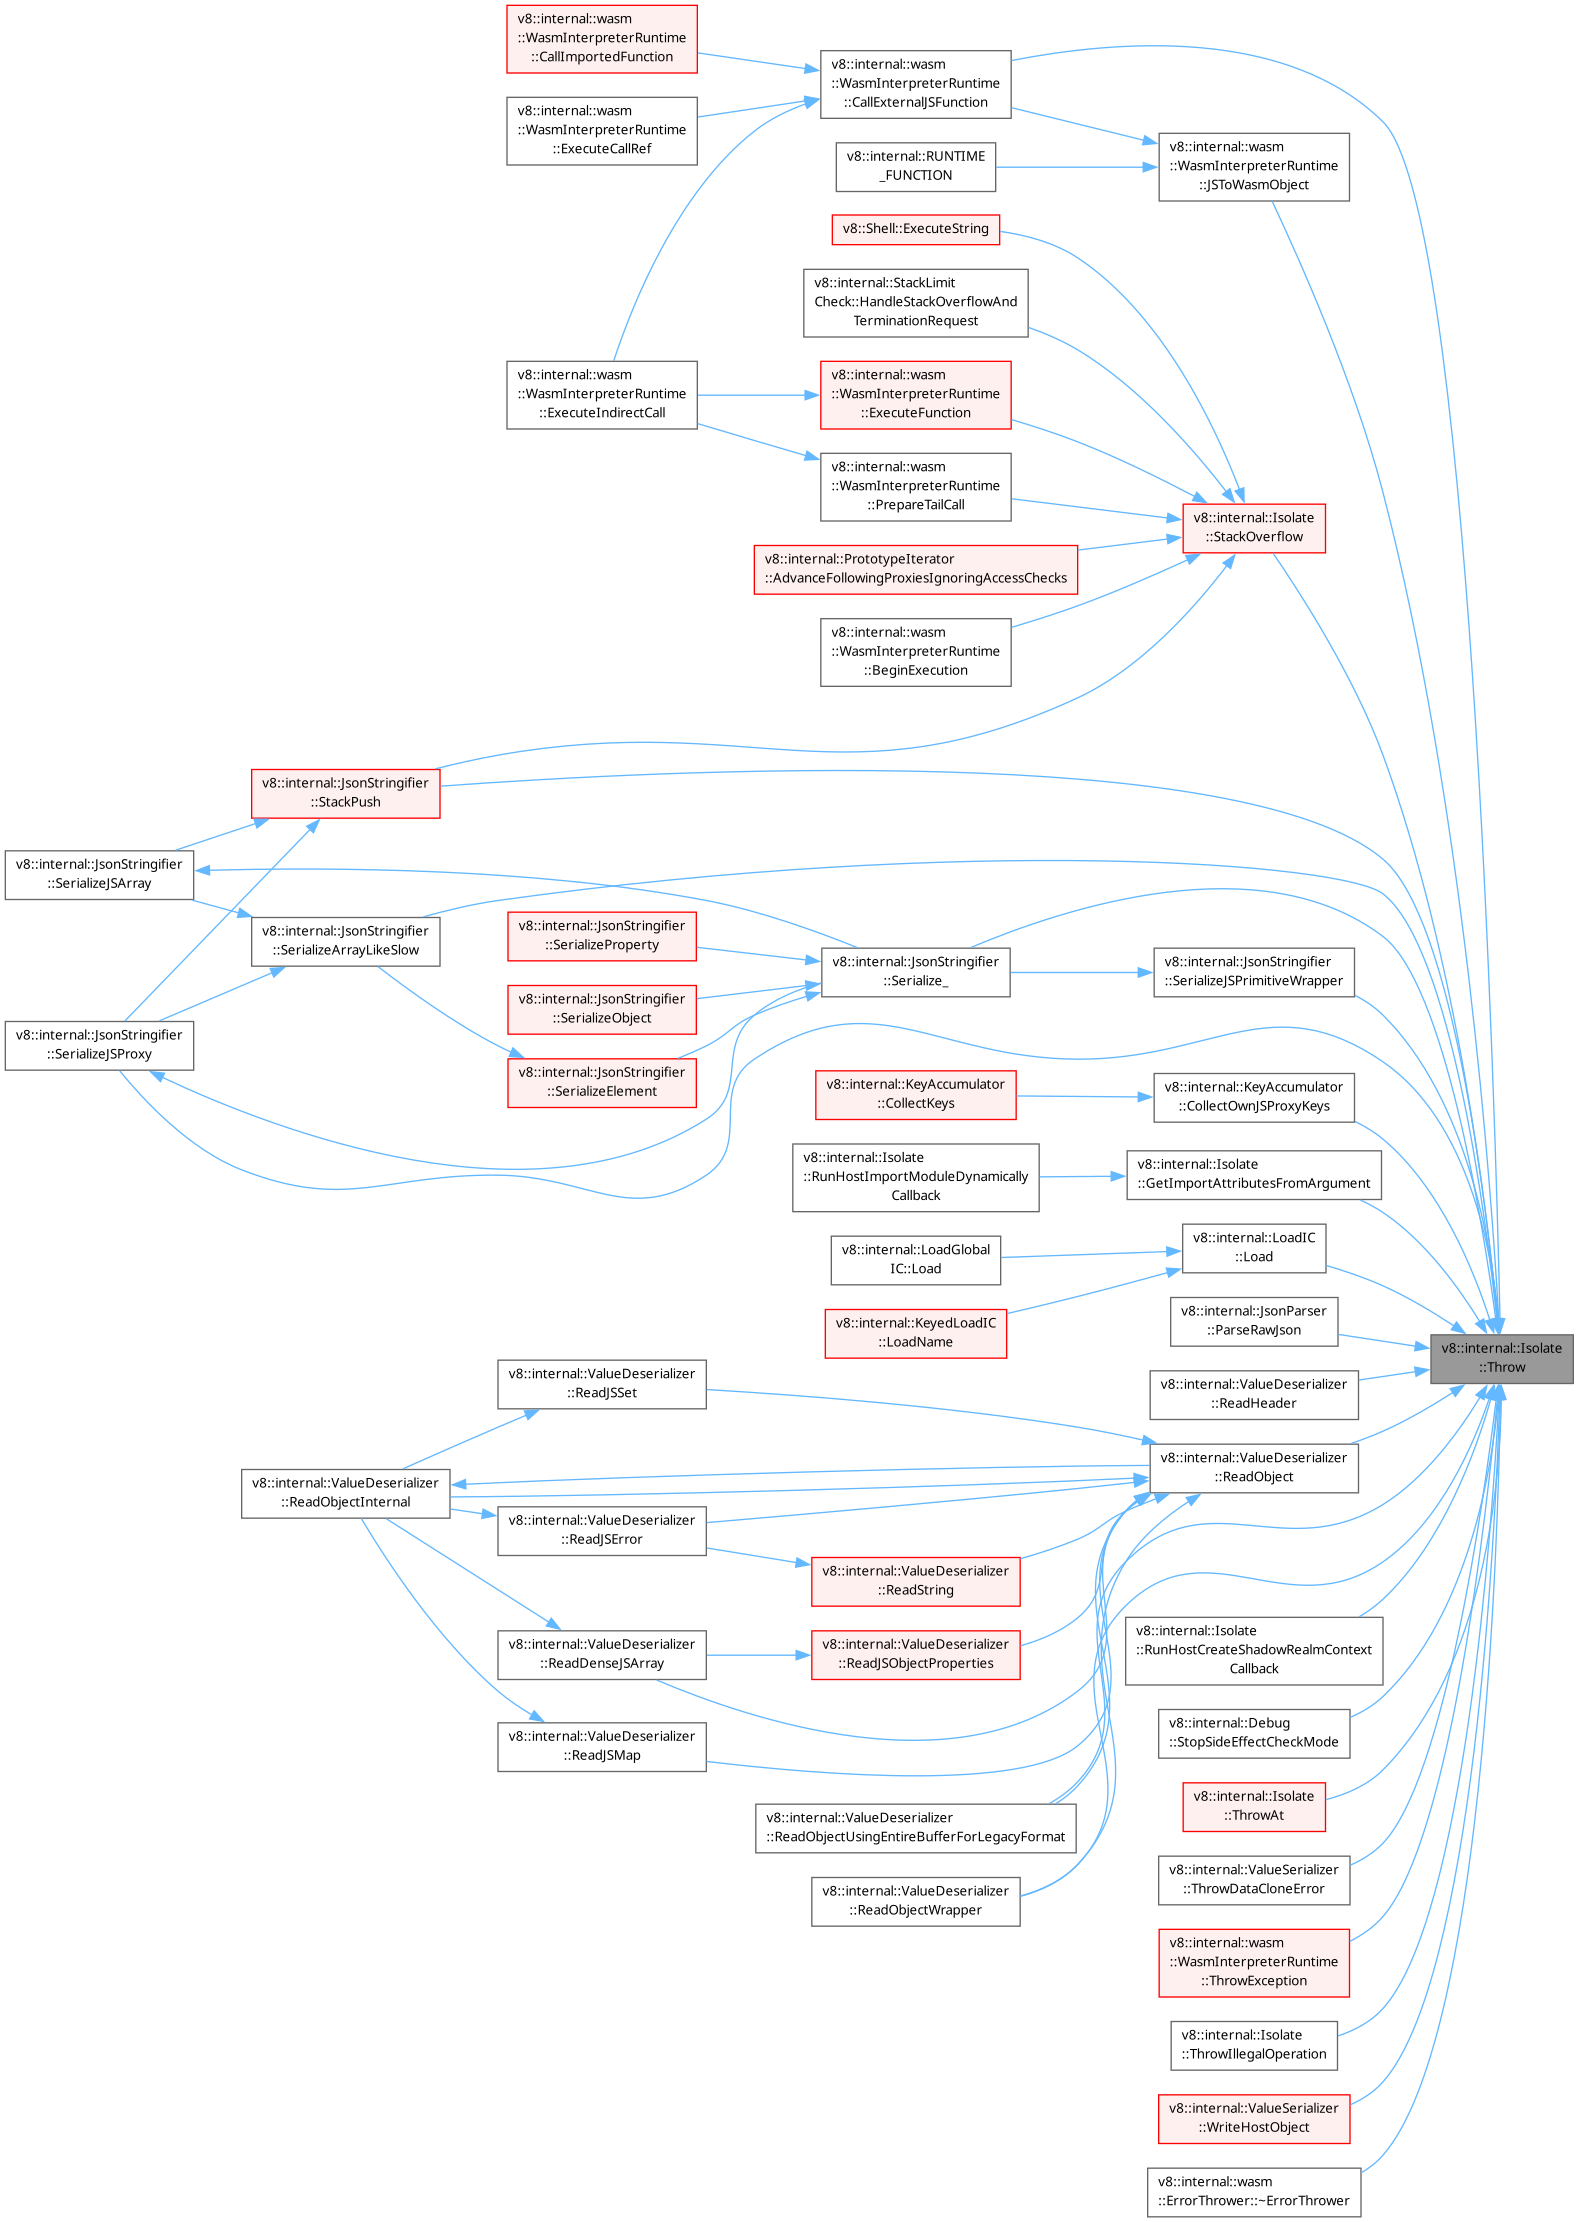 v8::internal::wasm
::WasmInterpreterRuntime
::CallImportedFunction
v8::internal::wasm
::WasmInterpreterRuntime
::CallExternalJSFunction
v8::internal::wasm
::WasmInterpreterRuntime
::ExecuteCallRef
v8::internal::RUNTIME
_FUNCTION
v8::internal::wasm
::WasmInterpreterRuntime
::JSToWasmObject
v8::Shell::ExecuteString
v8::internal::StackLimit
Check::HandleStackOverflowAnd
TerminationRequest
v8::internal::wasm
::WasmInterpreterRuntime
::ExecuteIndirectCall
v8::internal::wasm
::WasmInterpreterRuntime
::ExecuteFunction
v8::internal::wasm
::WasmInterpreterRuntime
::PrepareTailCall
v8::internal::Isolate
::StackOverflow
v8::internal::PrototypeIterator
::AdvanceFollowingProxiesIgnoringAccessChecks
v8::internal::wasm
::WasmInterpreterRuntime
::BeginExecution
v8::internal::JsonStringifier
::StackPush
v8::internal::JsonStringifier
::SerializeJSArray
v8::internal::JsonStringifier
::SerializeArrayLikeSlow
v8::internal::JsonStringifier
::SerializeProperty
v8::internal::JsonStringifier
::Serialize_
v8::internal::JsonStringifier
::SerializeJSPrimitiveWrapper
v8::internal::JsonStringifier
::SerializeObject
v8::internal::JsonStringifier
::SerializeJSProxy
v8::internal::JsonStringifier
::SerializeElement
v8::internal::KeyAccumulator
::CollectKeys
v8::internal::KeyAccumulator
::CollectOwnJSProxyKeys
v8::internal::Isolate
::RunHostImportModuleDynamically
Callback
v8::internal::Isolate
::GetImportAttributesFromArgument
v8::internal::LoadGlobal
IC::Load
v8::internal::LoadIC
::Load
v8::internal::KeyedLoadIC
::LoadName
v8::internal::JsonParser
::ParseRawJson
v8::internal::Isolate
::Throw
v8::internal::ValueDeserializer
::ReadJSSet
v8::internal::ValueDeserializer
::ReadHeader
v8::internal::ValueDeserializer
::ReadObject
v8::internal::ValueDeserializer
::ReadObjectInternal
v8::internal::ValueDeserializer
::ReadJSError
v8::internal::ValueDeserializer
::ReadString
v8::internal::ValueDeserializer
::ReadDenseJSArray
v8::internal::ValueDeserializer
::ReadJSObjectProperties
v8::internal::Isolate
::RunHostCreateShadowRealmContext
Callback
v8::internal::ValueDeserializer
::ReadJSMap
v8::internal::Debug
::StopSideEffectCheckMode
v8::internal::Isolate
::ThrowAt
v8::internal::ValueDeserializer
::ReadObjectUsingEntireBufferForLegacyFormat
v8::internal::ValueSerializer
::ThrowDataCloneError
v8::internal::ValueDeserializer
::ReadObjectWrapper
v8::internal::wasm
::WasmInterpreterRuntime
::ThrowException
v8::internal::Isolate
::ThrowIllegalOperation
v8::internal::ValueSerializer
::WriteHostObject
v8::internal::wasm
::ErrorThrower::~ErrorThrower